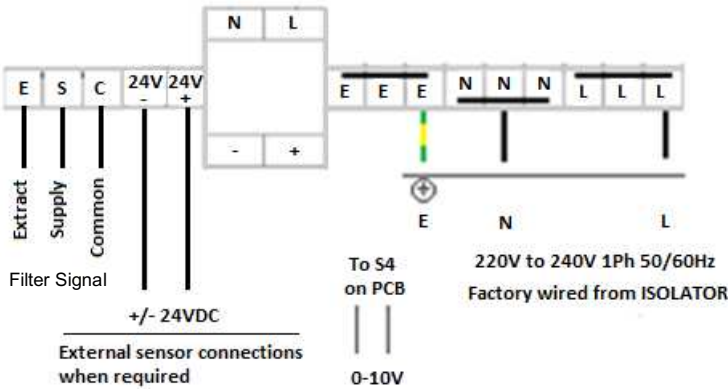 N L
E S C 24V - 24V + E E E N N N L L L
- +
Extract
Supply
Common
E N L
Filter Signal
To S4
on PCB
220V to 240V 1Ph 50/60Hz
Factory wired from ISOLATOR
+/- 24VDC
External sensor connections
when required
0-10V